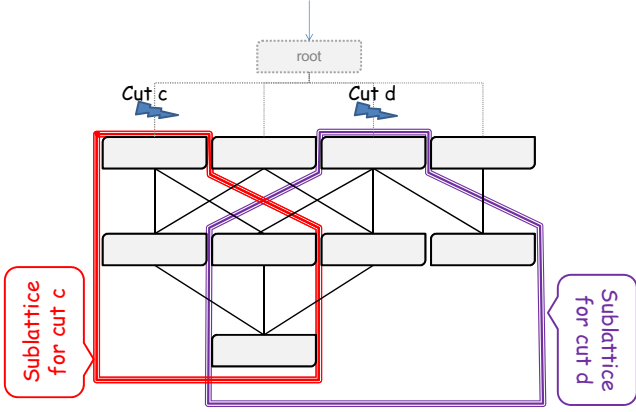 root
Cut c
Cut d
Sublattice
for cut c
Sublattice
for cut d